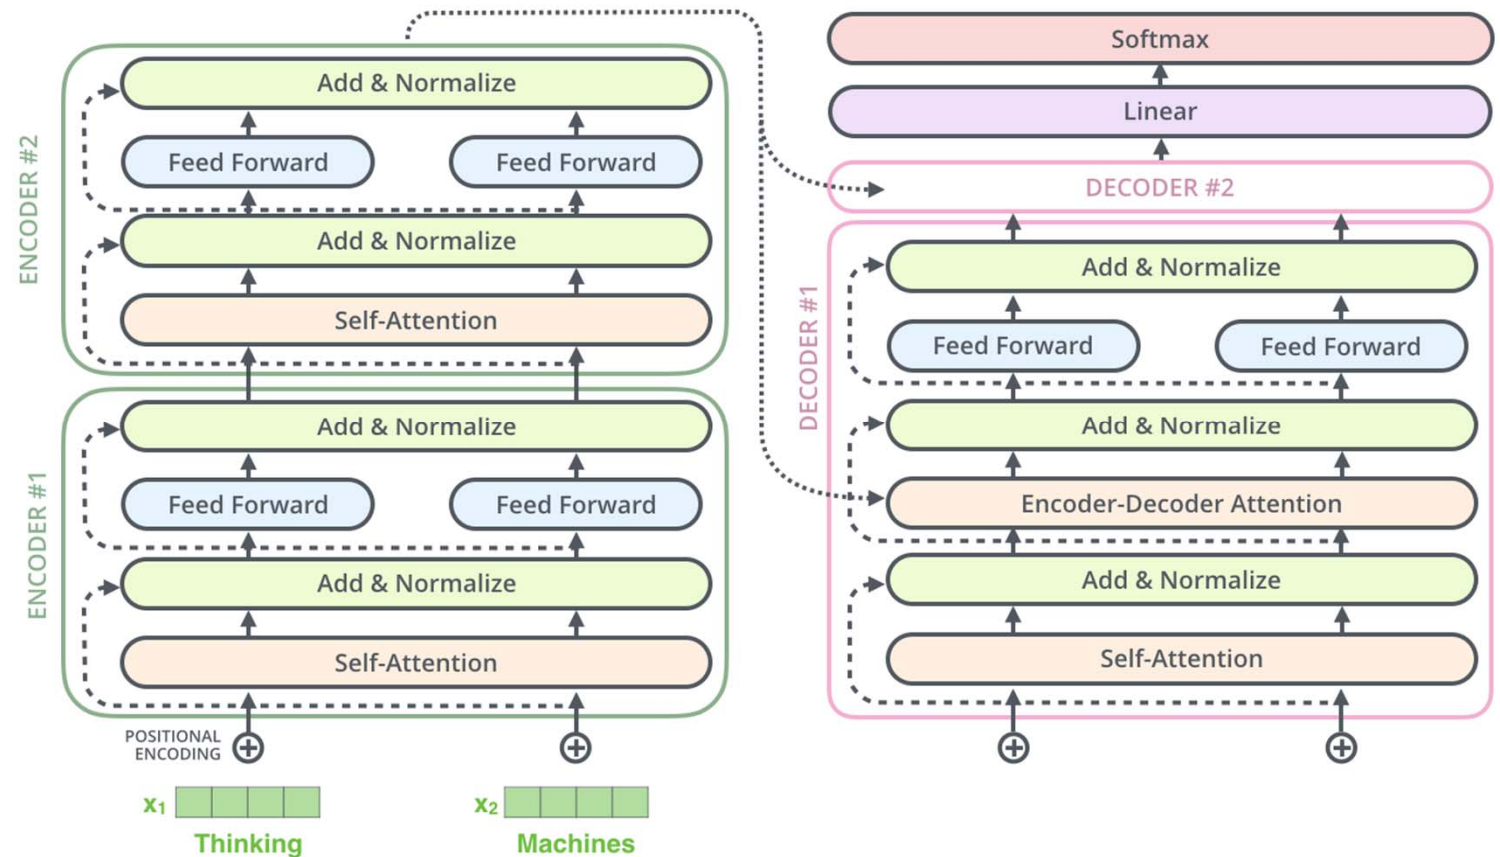 ENCODER #2
Add & Normalize
Feed Forward
Feed Forward
Add & Normalize
Self-Attention
ENCODER #1
Add & Normalize
Feed Forward
Feed Forward
Add & Normalize
Self-Attention
POSITIONAL
ENCODING
x₁
x₂
Thinking
Machines
Softmax
Linear
DECODER #2
DECODER #1
Add & Normalize
Feed Forward
Feed Forward
Add & Normalize
Encoder-Decoder Attention
Add & Normalize
Self-Attention